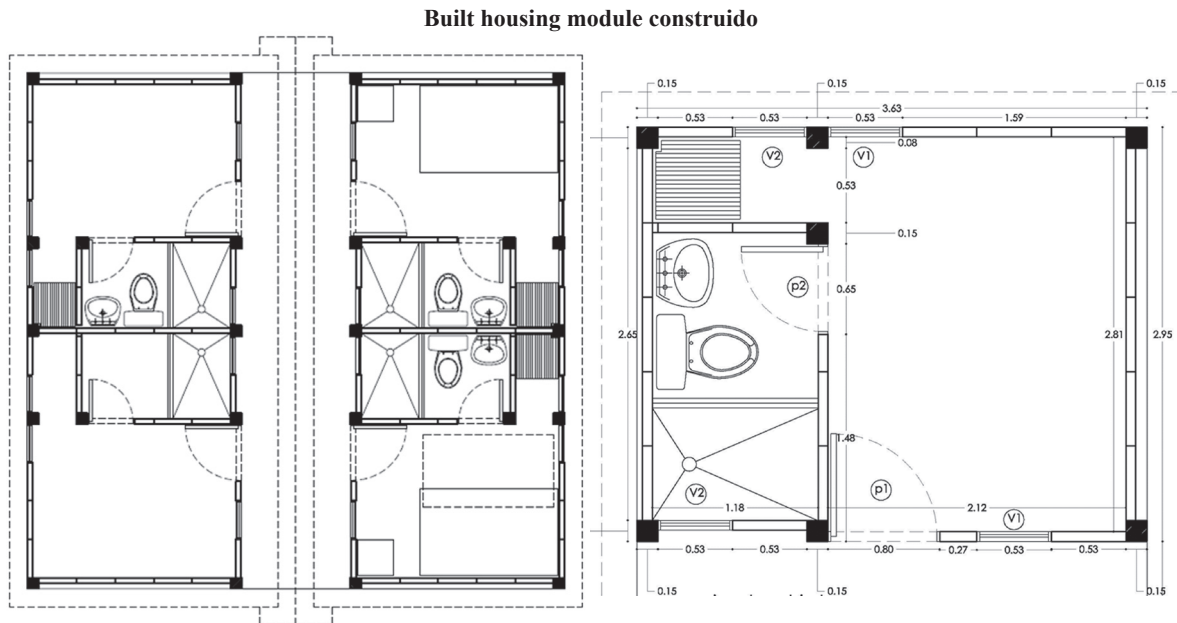 Built housing module construido
0.15 0.15 0.15
3.63
0.53 0.53 0.53 1.59
V2 V1 0.08
0.53
0.15
p2 0.65
2.65 2.81 2.95
1.48
V2 p1
1.18 2.12
V1
0.53 0.53 0.80 0.27 0.53 0.53
0.15 0.15 0.15